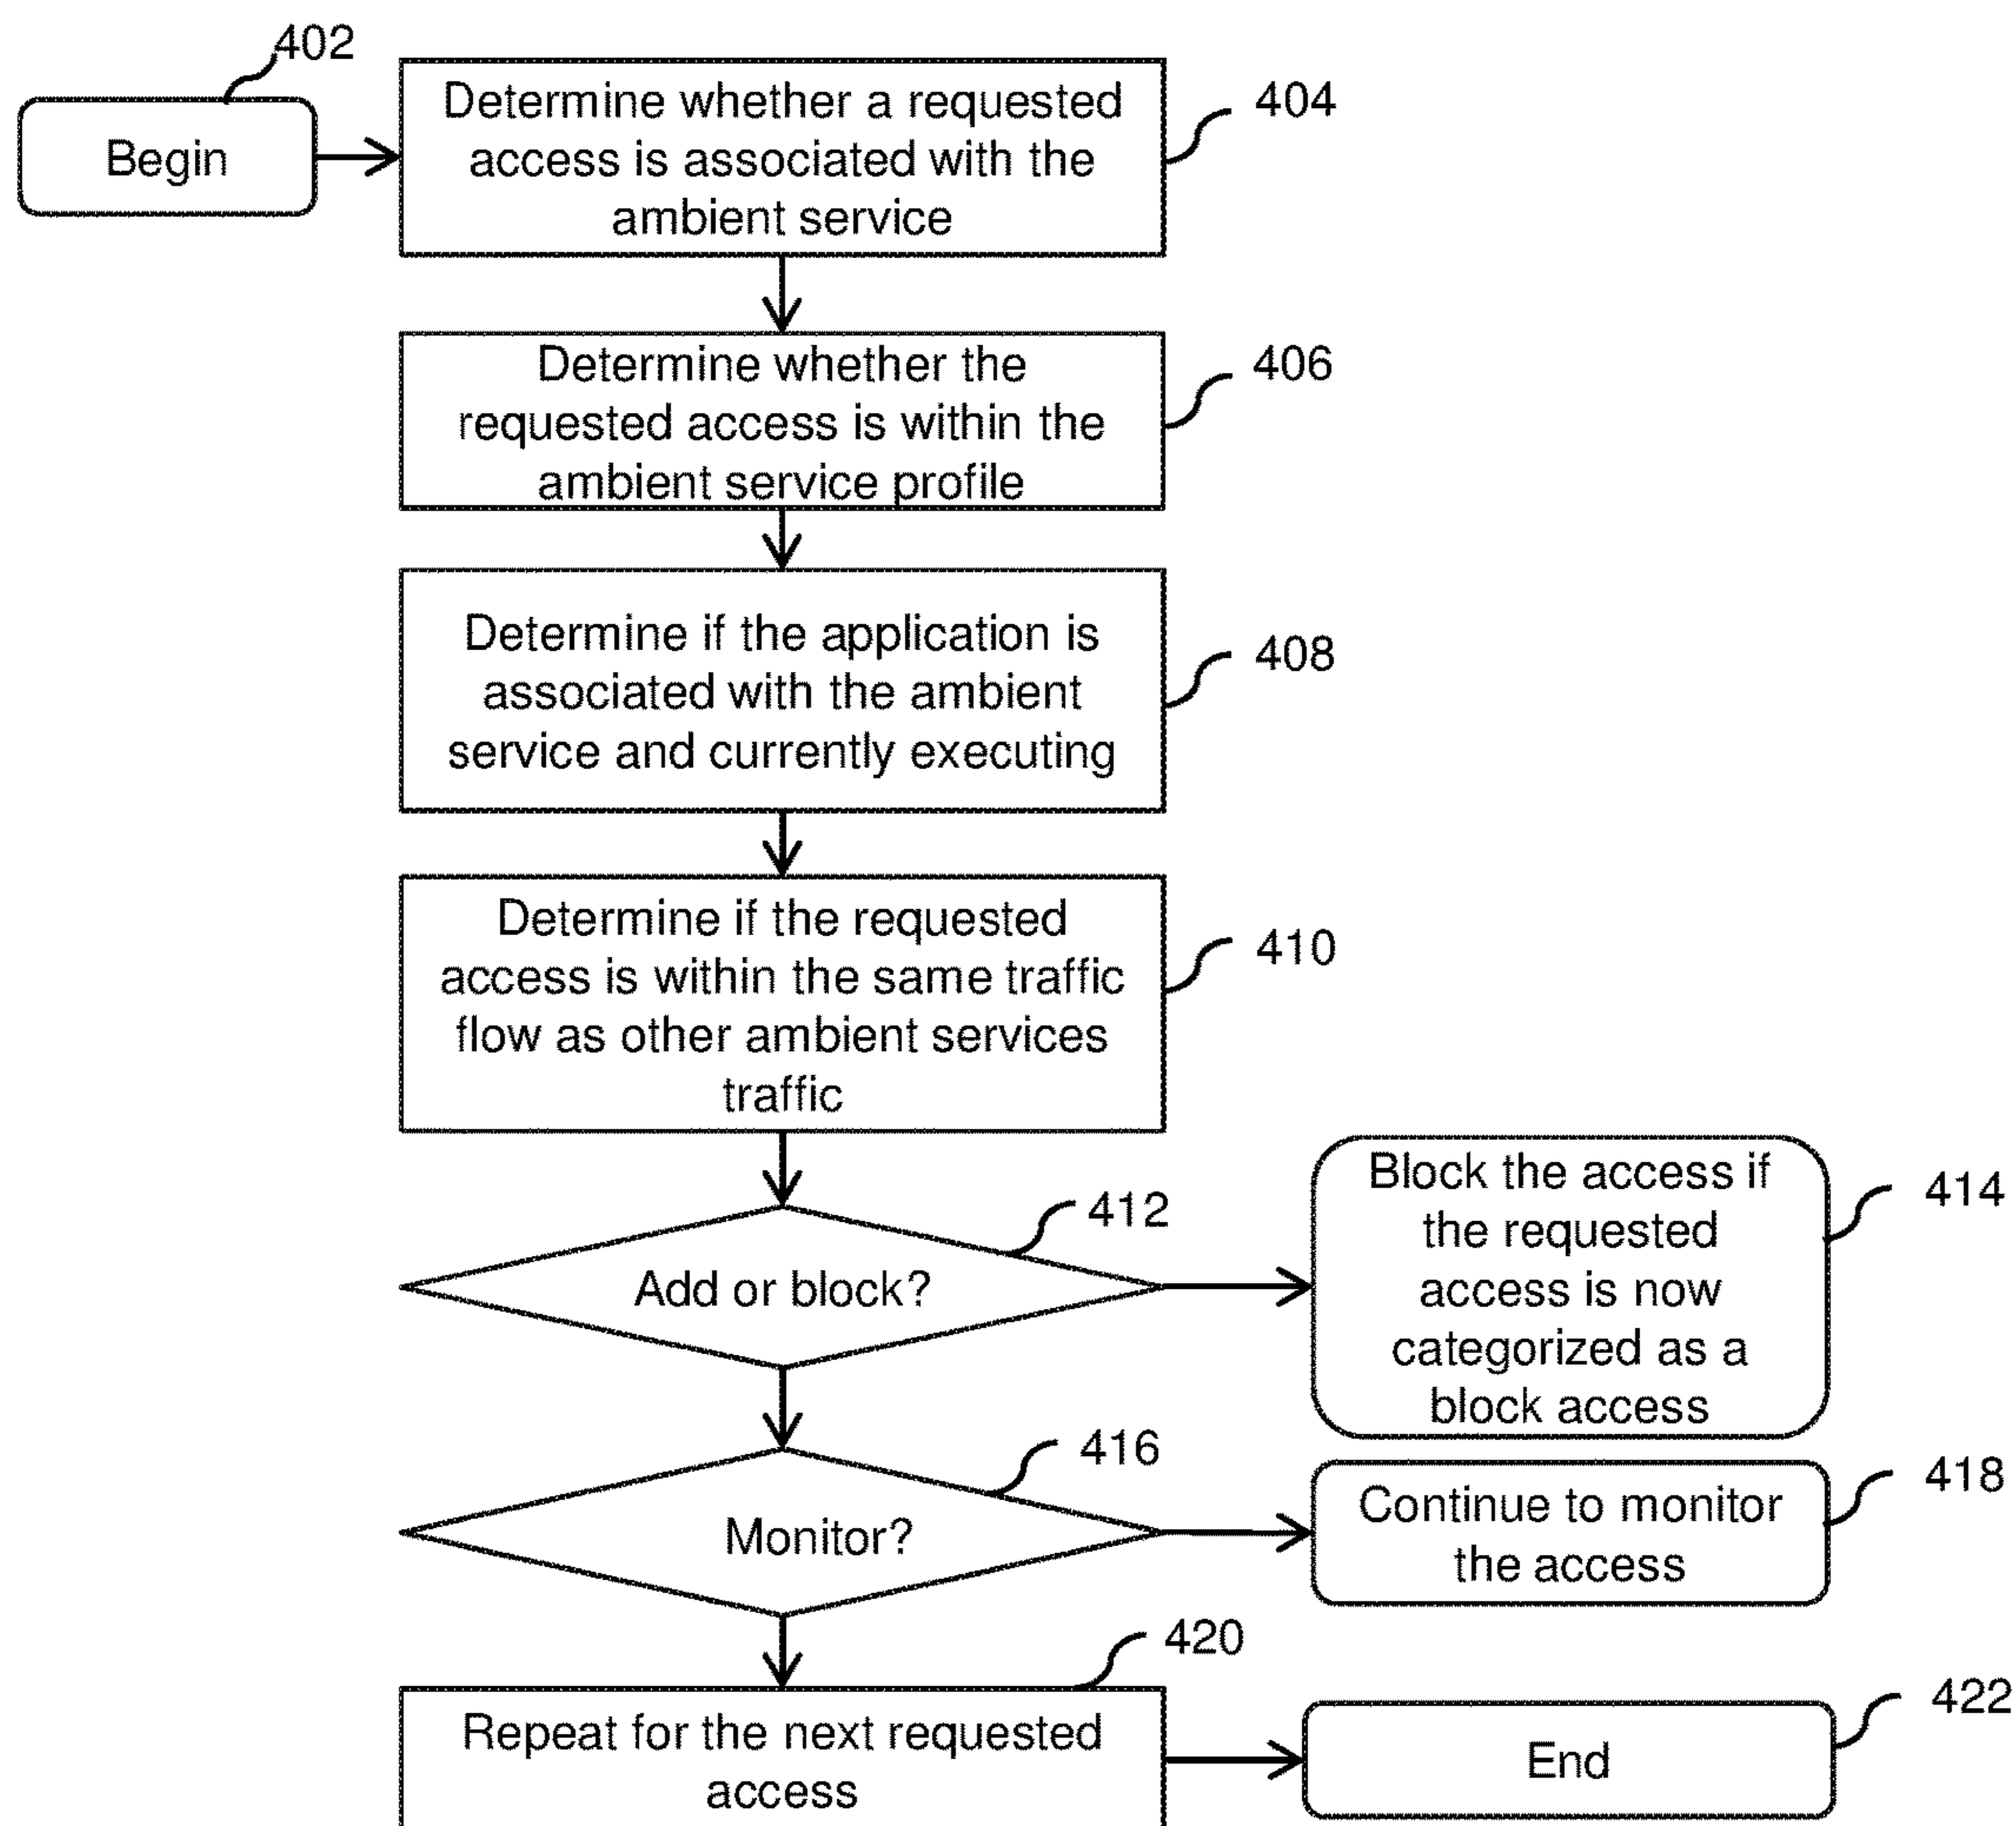 402
Begin
Determine whether a requested
access is associated with the
ambient service
404
Determine whether the
requested access is within the
ambient service profile
406
Determine if the application is
associated with the ambient
service and currently executing
408
Determine if the requested
access is within the same traffic
flow as other ambient services
traffic
410
Add or block?
412
Block the access if
the requested
access is now
categorized as a
block access
414
Monitor?
416
Continue to monitor
the access
418
Repeat for the next requested
access
420
End
422